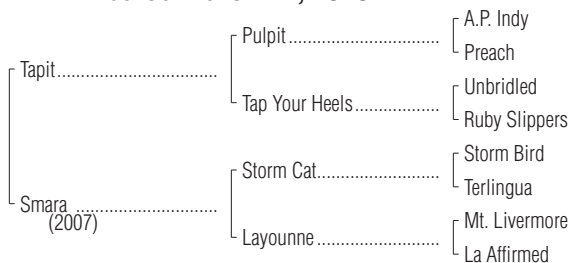 A.P. Indy
Pulpit
Preach
Tapit
Unbridled
Tap Your Heels
Ruby Slippers
Storm Bird
Storm Cat
Terlingua
Smara
(2007)
Mt. Livermore
Layounne
La Affirmed